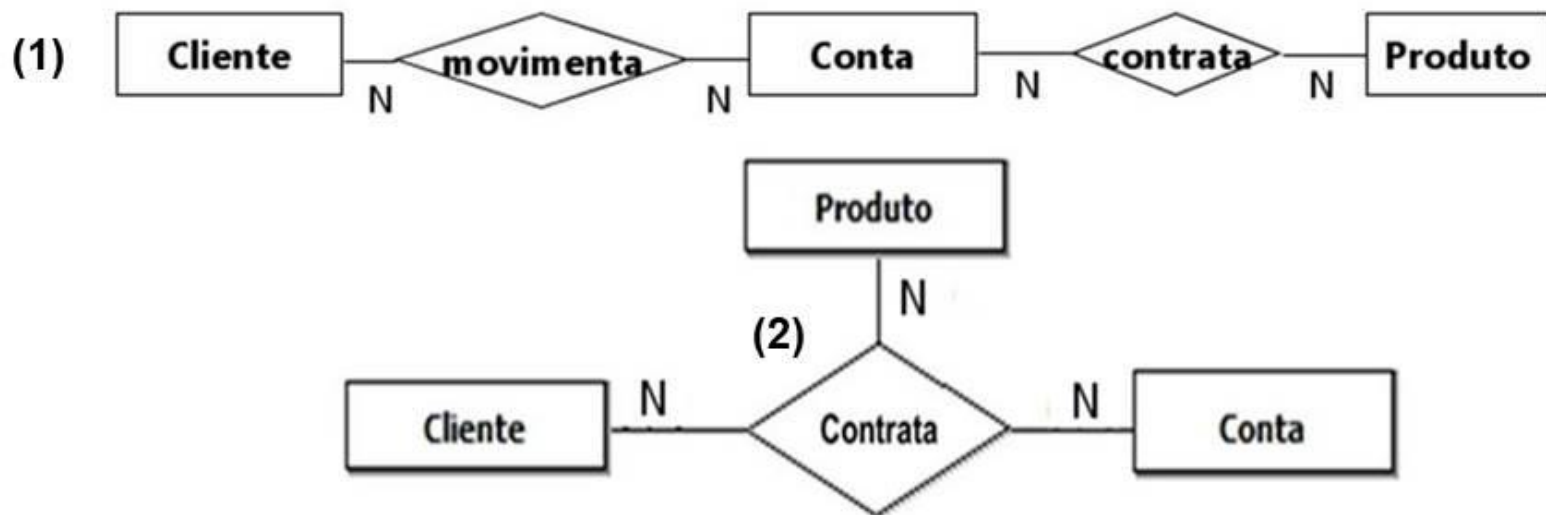 (1) Cliente N movimenta N Conta N contrata N Produto
Produto
N
(2)
Cliente N Contrata N Conta